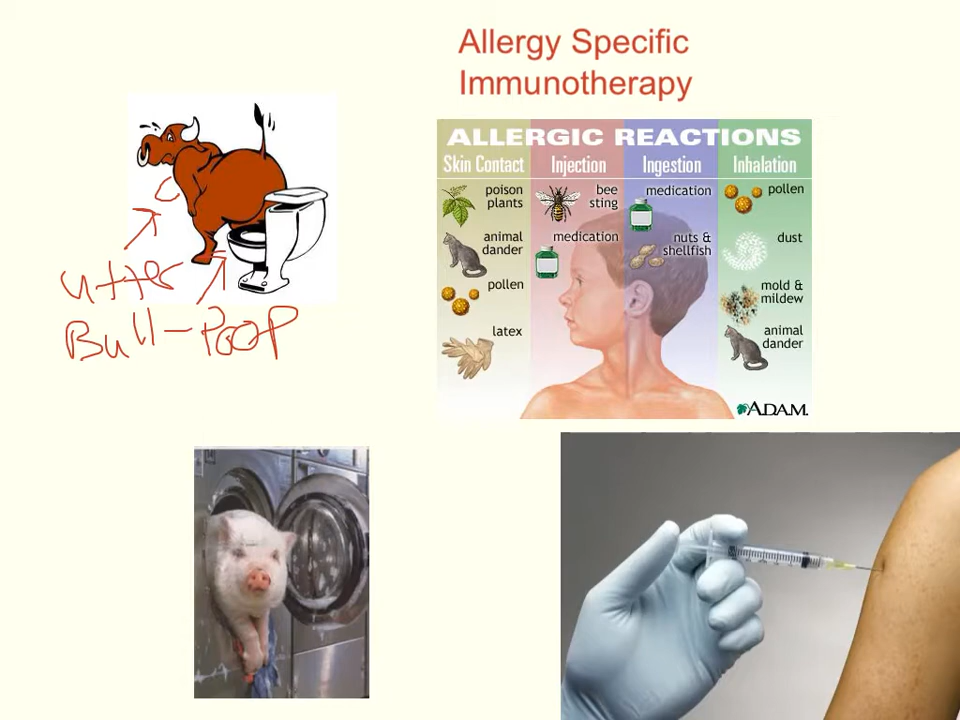 Allergy Specific
Immunotherapy
utter
Bull-Poop
ALLERGIC REACTIONS
Skin Contact
poison
plants
animal
dander
pollen
latex
Injection
bee
sting
medication
Ingestion
medication
nuts &
shellfish
Inhalation
pollen
dust
mold &
mildew
animal
dander
ADAM.